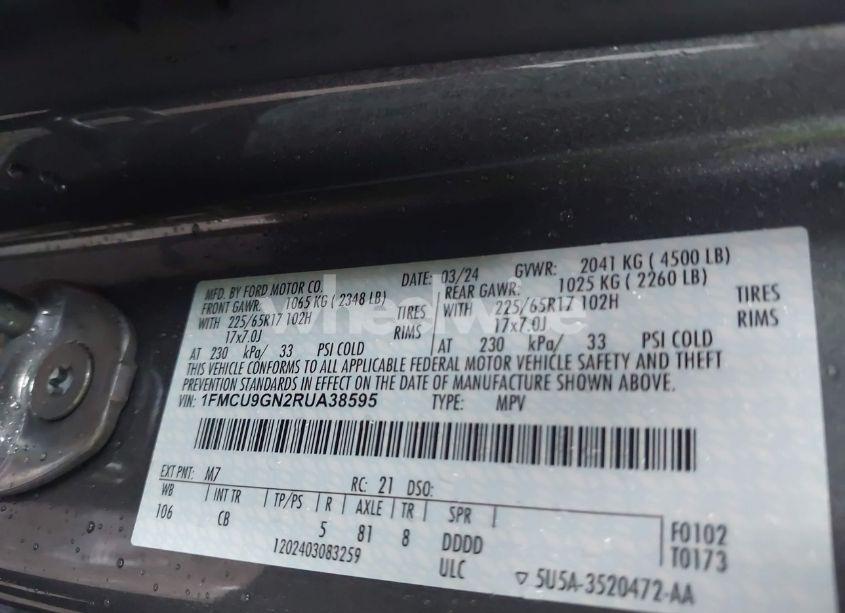 MFD. BY FORD MOTOR CO.
DATE: 03/24
GVWR: 2041 KG ( 4500 LB)
FRONT GAWR: 1065 KG ( 2348 LB)
REAR GAWR: 1025 KG ( 2260 LB)
WITH 225/65R17 102H TIRES
WITH 225/65R17 102H TIRES
17x7.0J RIMS
17x7.0J RIMS
AT 230 kPa/ 33 PSI COLD
AT 230 kPa/ 33 PSI COLD
THIS VEHICLE CONFORMS TO ALL APPLICABLE FEDERAL MOTOR VEHICLE SAFETY AND THEFT
PREVENTION STANDARDS IN EFFECT ON THE DATE OF MANUFACTURE SHOWN ABOVE.
VIN: 1FMCU9GN2RUA38595 TYPE: MPV
EXT PNT: M7 RC: 21 DSO:
WB INT TR TP/PS R AXLE TR SPR
106 CB 5 81 8 DDDD
F0102
T0173
1202403083259 ULC
▽ 5U5A-3520472-AA